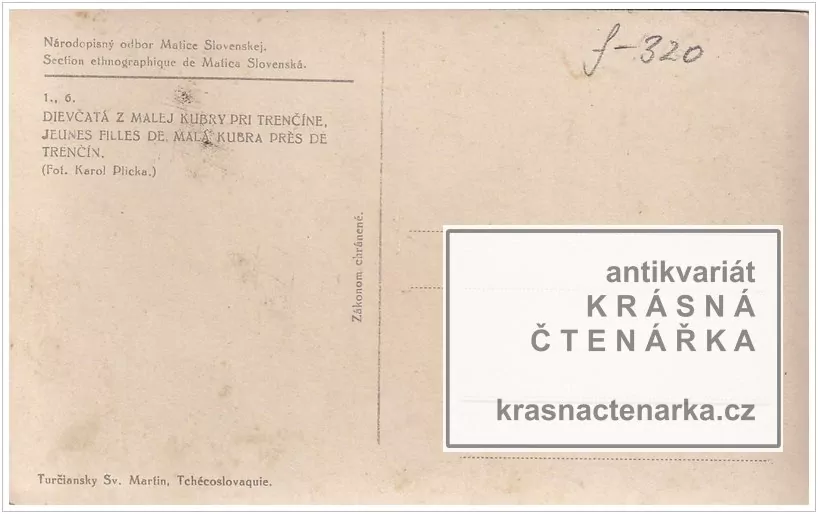 Národopisný odbor Matice Slovenskej.
Section ethnographique de Matica Slovenská.
1., 6.
DIEVČATÁ Z MALEJ KUBRY PRI TRENČÍNE,
JEUNES FILLES DE MALÁ KUBRA PRÈS DE
TRENČÍN.
(Fot. Karol Plicka.)
Zákonom chránené.
Turčiansky Sv. Martin, Tchécoslovaquie.
f-320
antikvariát
KRÁSNÁ
ČTENÁŘKA
krasnactenarka.cz